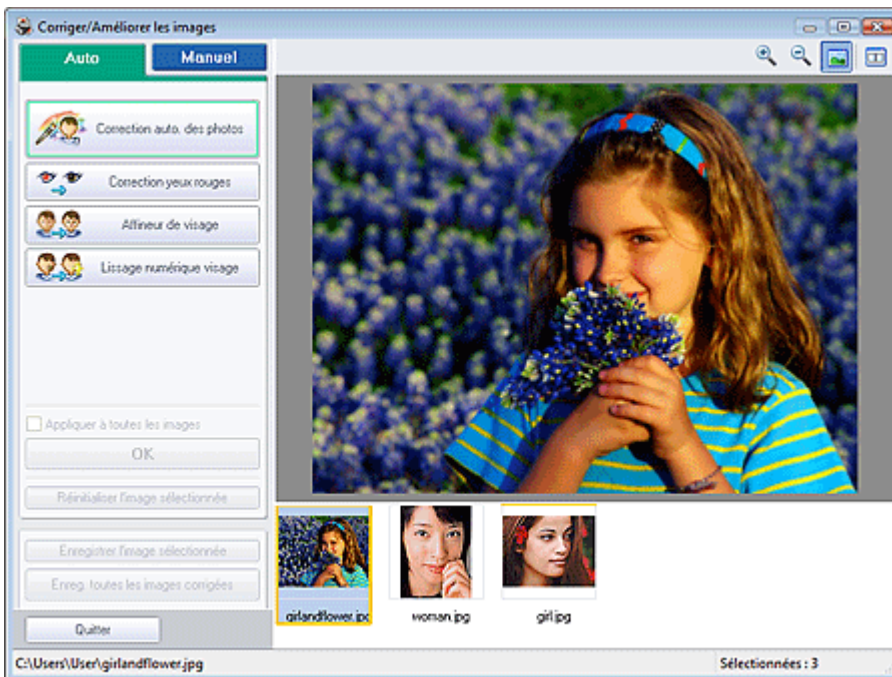 Corriger/Améliorer les images
Auto
Manuel
Correction auto. des photos
Correction yeux rouges
Affineur de visage
Lissage numérique visage
Appliquer à toutes les images
OK
Réinitialiser l'image sélectionnée
Enregistrer l'image sélectionnée
Enreg. toutes les images corrigées
Quitter
girlandflower.jpg
woman.jpg
girl.jpg
C:\Users\User\girlandflower.jpg
Sélectionnées : 3